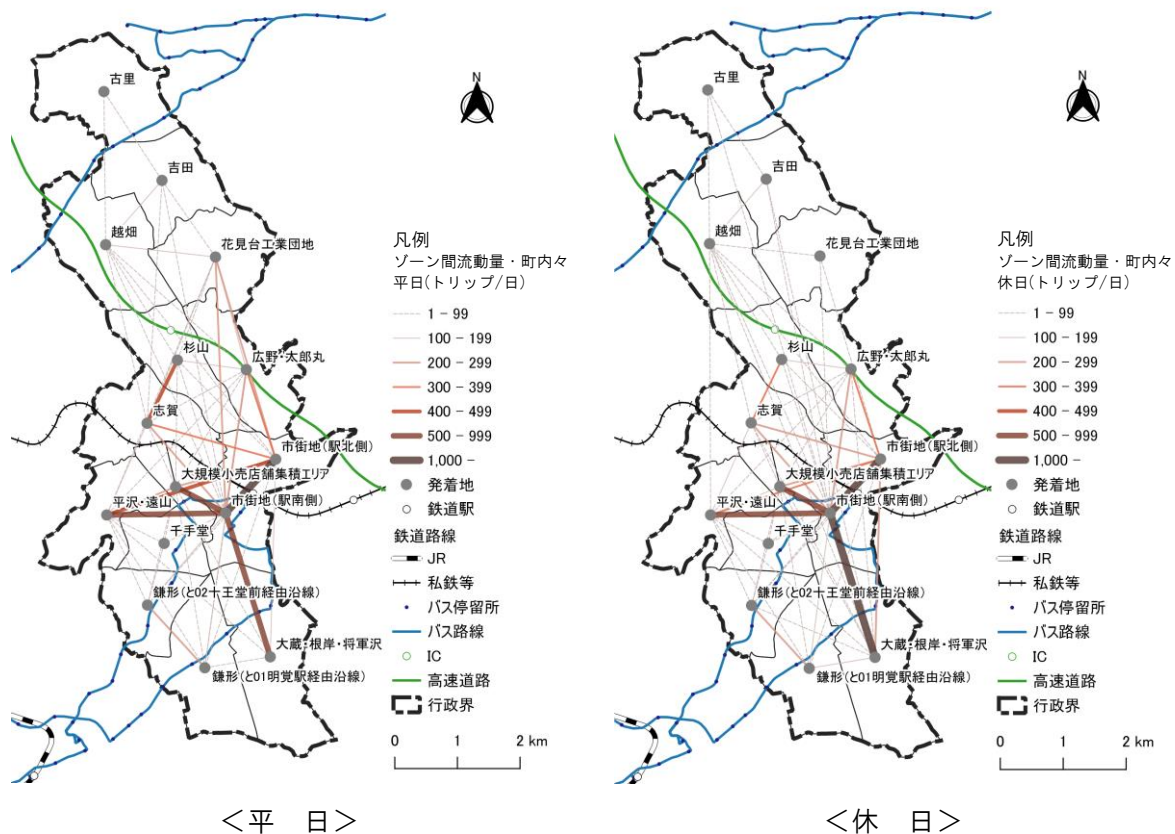 N
古里
吉田
越畑
花見台工業団地
杉山
広野・太郎丸
志賀
市街地(駅北側)
大規模小売店舗集積エリア
平沢・遠山
市街地(駅南側)
千手堂
鎌形(と02十王堂前経由沿線)
大蔵・根岸・将軍沢
鎌形(と01明覚駅経由沿線)
凡例
ゾーン間流動量・町内々
平日(トリップ/日)
1 - 99
100 - 199
200 - 299
300 - 399
400 - 499
500 - 999
1,000 -
発着地
鉄道駅
鉄道路線
JR
私鉄等
バス停留所
バス路線
IC
高速道路
行政界
0 1 2 km
＜平 日＞
N
古里
吉田
越畑
花見台工業団地
杉山
広野・太郎丸
志賀
市街地(駅北側)
大規模小売店舗集積エリア
平沢・遠山
市街地(駅南側)
千手堂
鎌形(と02十王堂前経由沿線)
大蔵・根岸・将軍沢
鎌形(と01明覚駅経由沿線)
凡例
ゾーン間流動量・町内々
休日(トリップ/日)
1 - 99
100 - 199
200 - 299
300 - 399
400 - 499
500 - 999
1,000 -
発着地
鉄道駅
鉄道路線
JR
私鉄等
バス停留所
バス路線
IC
高速道路
行政界
0 1 2 km
＜休 日＞